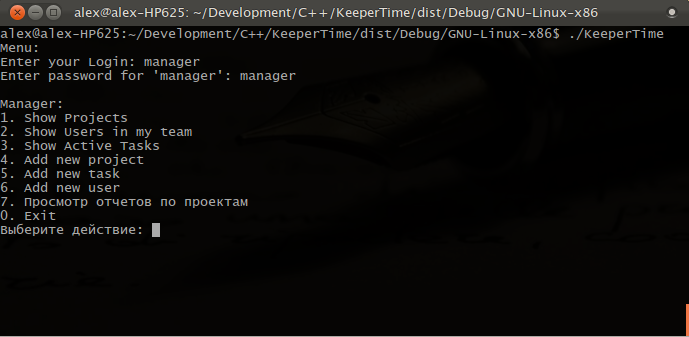 alex@alex-HP625: ~/Development/C++/KeeperTime/dist/Debug/GNU-Linux-x86
alex@alex-HP625:~/Development/C++/KeeperTime/dist/Debug/GNU-Linux-x86$ ./KeeperTime
Menu:
Enter your Login: manager
Enter password for 'manager': manager
Manager:
1. Show Projects
2. Show Users in my team
3. Show Active Tasks
4. Add new project
5. Add new task
6. Add new user
7. Просмотр отчетов по проектам
0. Exit
Выберите действие: